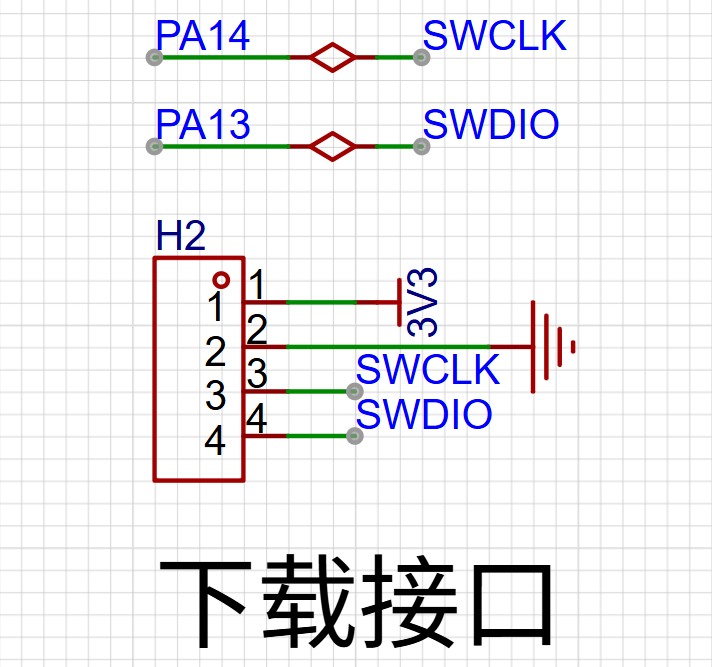 PA14 SWCLK
PA13 SWDIO
H2
1 1 3V3
2 2
3 3 SWCLK
4 4 SWDIO
下载接口